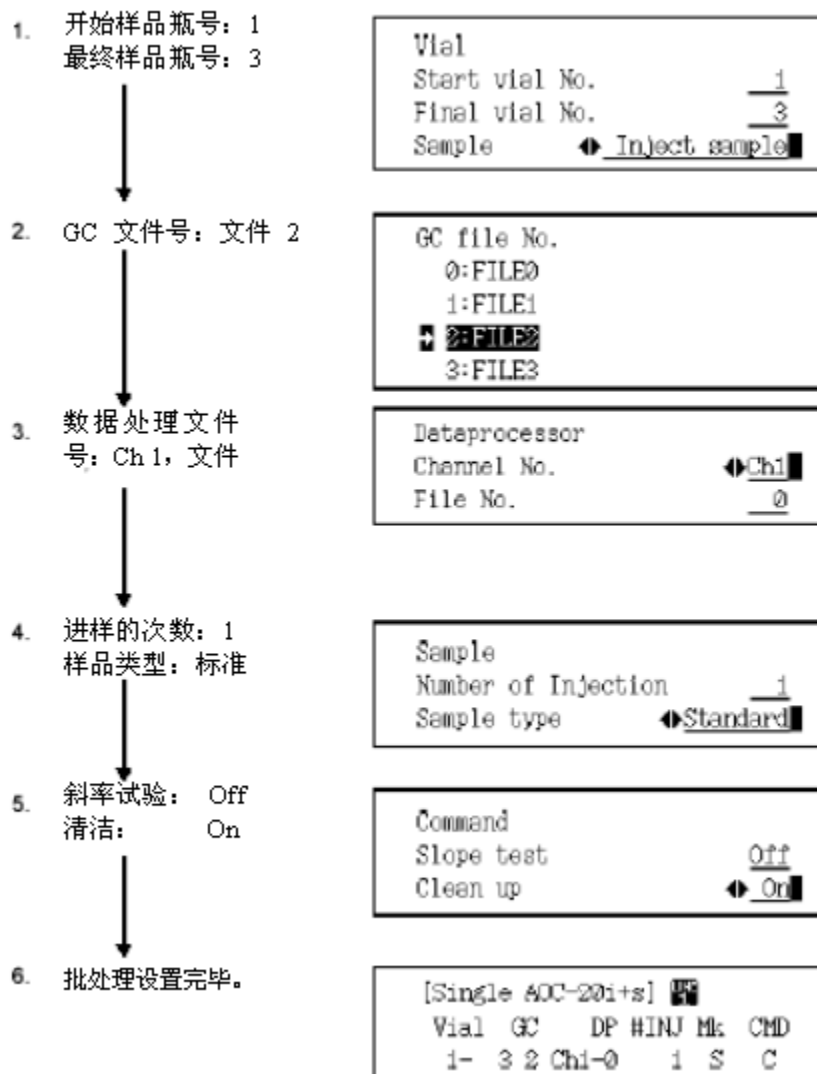 1. 开始样品瓶号：1
最终样品瓶号：3
Vial
Start vial No. 1
Final vial No. 3
Sample Inject sample
2. GC 文件号：文件 2
GC file No.
0:FILE0
1:FILE1
2:FILE2
3:FILE3
3. 数据处理文件
号：Ch 1，文件
Dataprocessor
Channel No. Ch1
File No. 0
4. 进样的次数：1
样品类型：标准
Sample
Number of Injection 1
Sample type Standard
5. 斜率试验： Off
清洁： On
Command
Slope test Off
Clean up On
6. 批处理设置完毕。
[Single AOC-20i+s]
Vial GC DP #INJ Mk CMD
1- 3 2 Ch1-0 1 S C